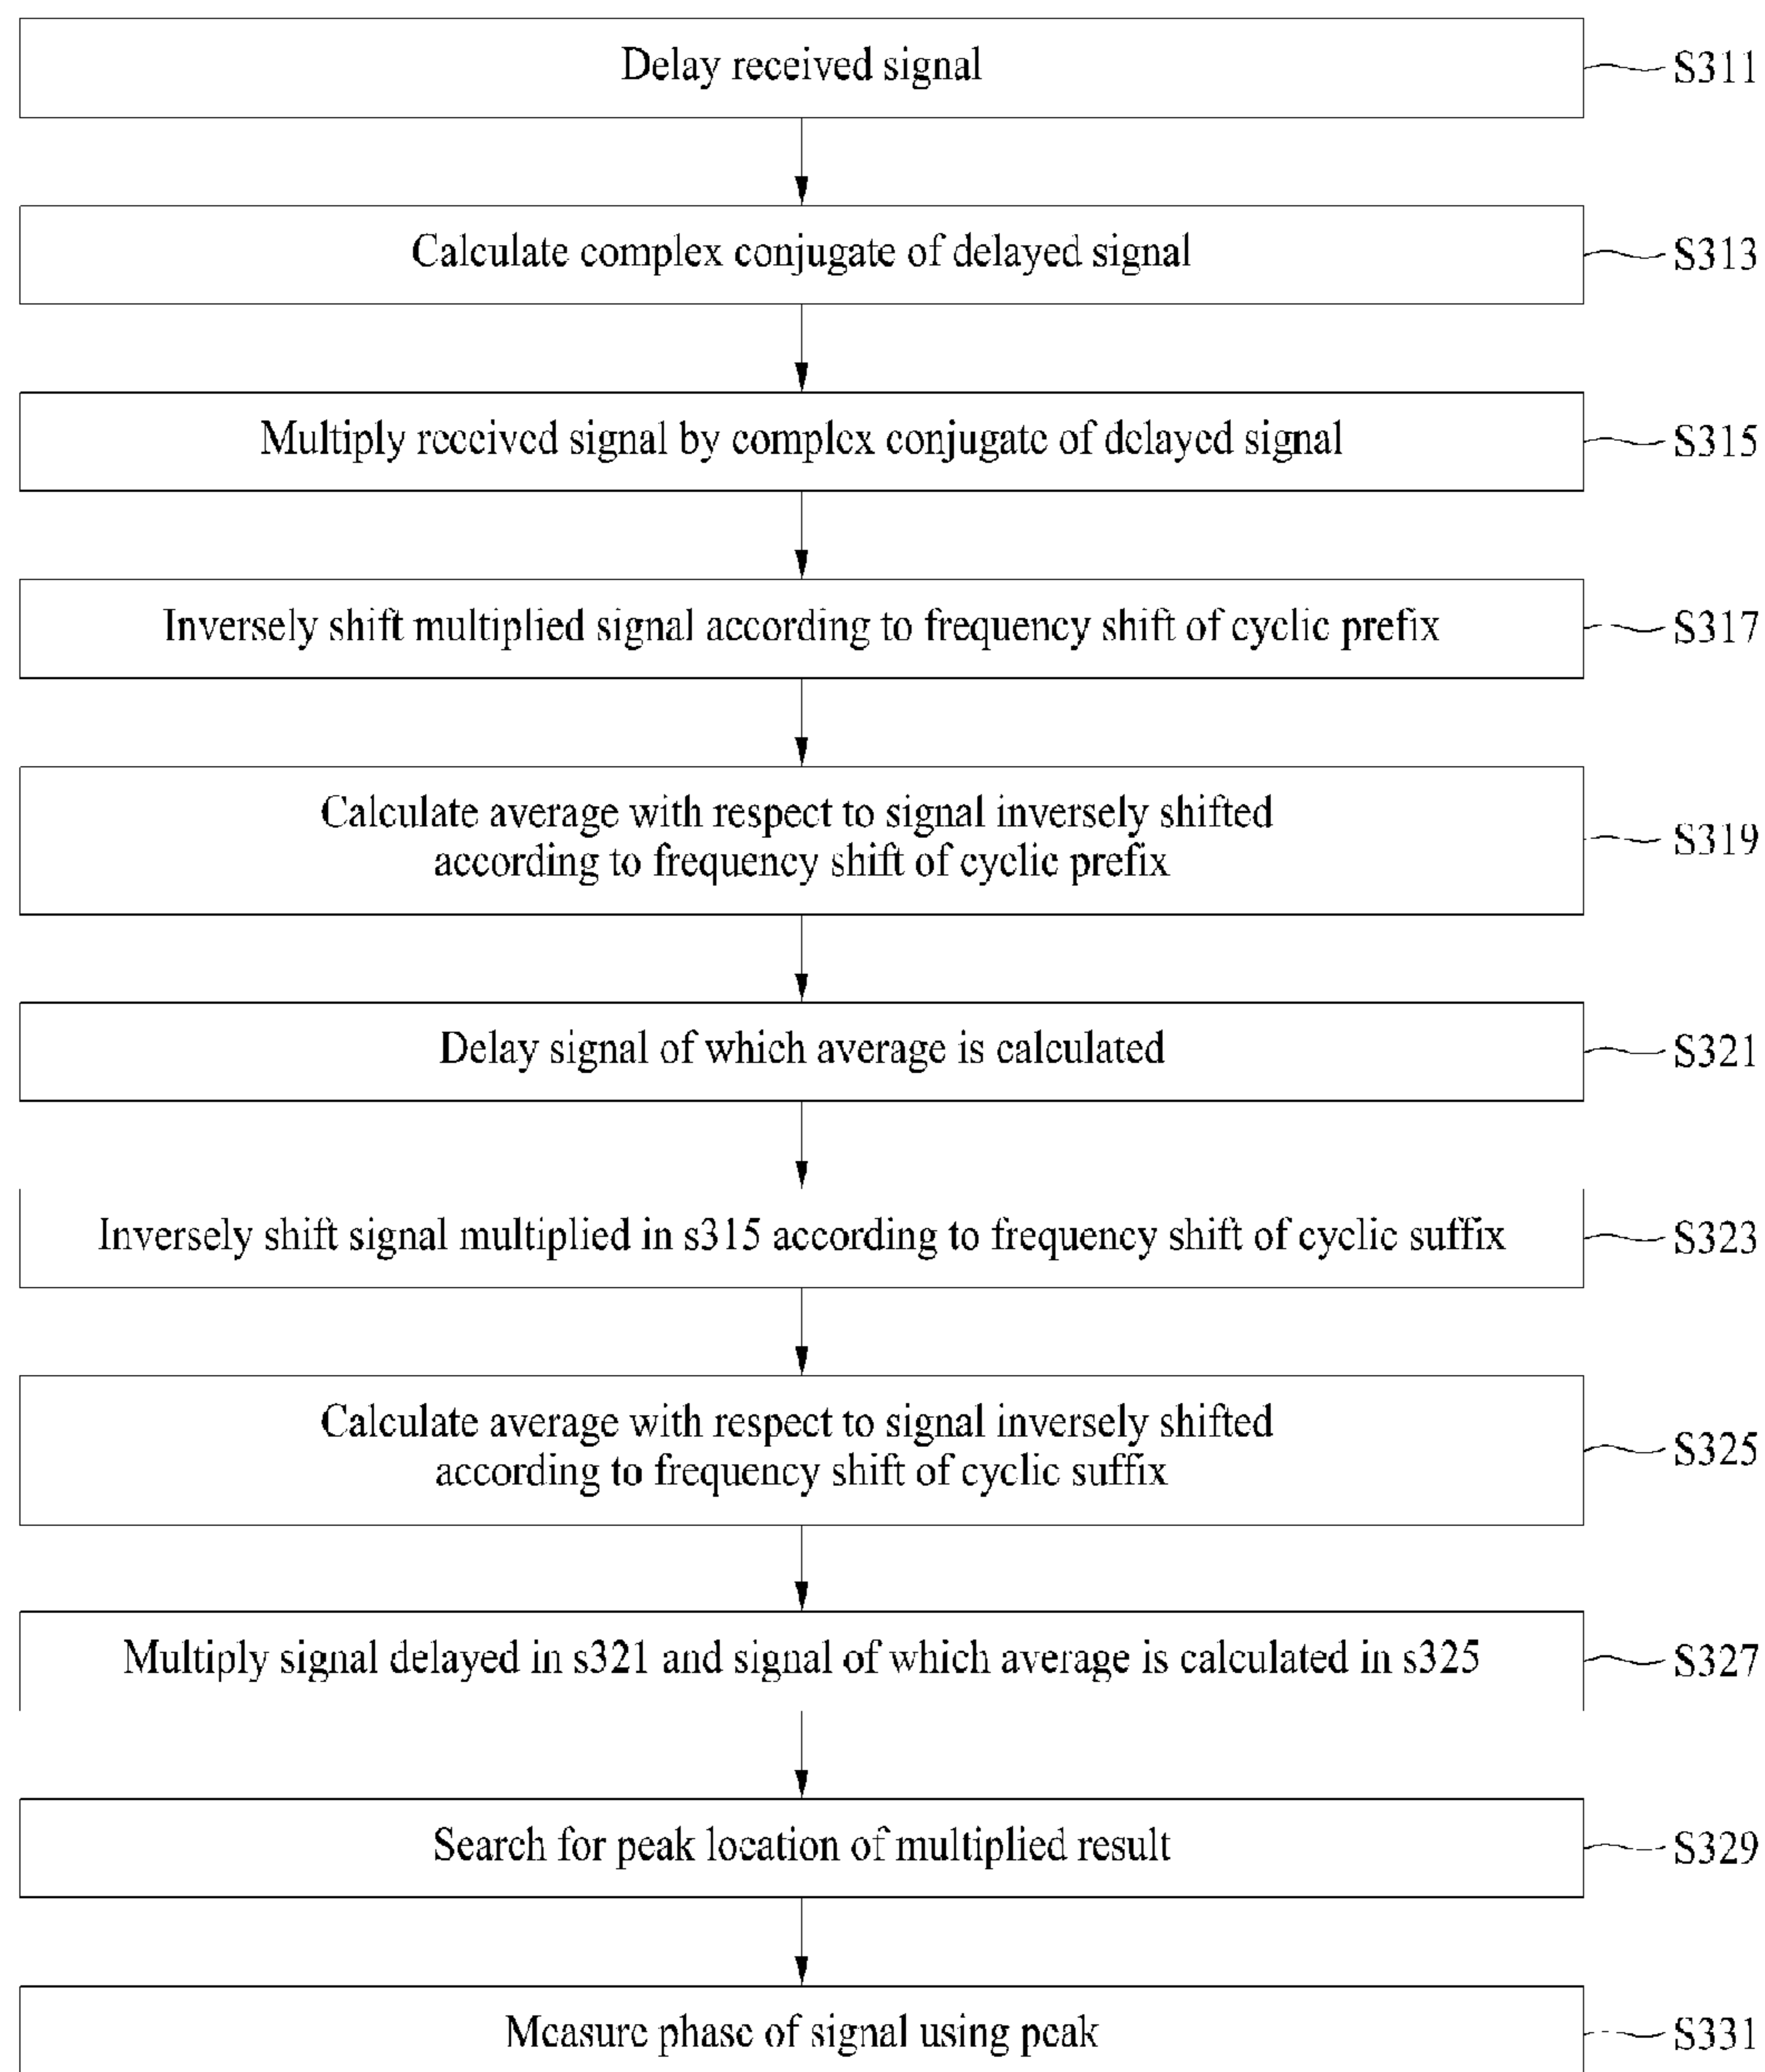 Delay received signal
S311
Calculate complex conjugate of delayed signal
S313
Multiply received signal by complex conjugate of delayed signal
S315
Inversely shift multiplied signal according to frequency shift of cyclic prefix
S317
Calculate average with respect to signal inversely shifted
according to frequency shift of cyclic prefix
S319
Delay signal of which average is calculated
S321
Inversely shift signal multiplied in s315 according to frequency shift of cyclic suffix
S323
Calculate average with respect to signal inversely shifted
according to frequency shift of cyclic suffix
S325
Multiply signal delayed in s321 and signal of which average is calculated in s325
S327
Search for peak location of multiplied result
S329
Measure phase of signal using peak
S331